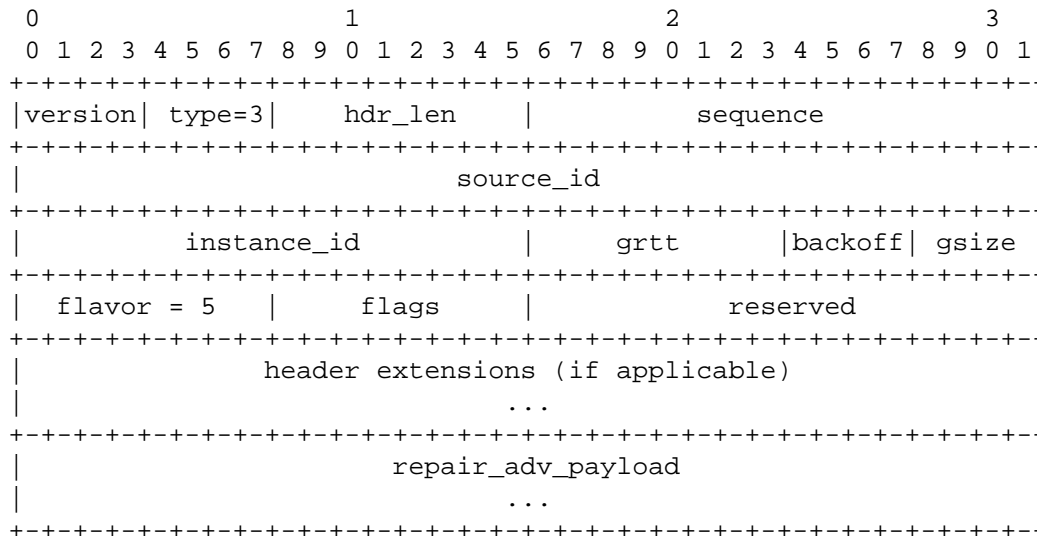 0                   1                   2                   3
 0 1 2 3 4 5 6 7 8 9 0 1 2 3 4 5 6 7 8 9 0 1 2 3 4 5 6 7 8 9 0 1
+-+-+-+-+-+-+-+-+-+-+-+-+-+-+-+-+-+-+-+-+-+-+-+-+-+-+-+-+-+-+-+--
|version| type=3|    hdr_len    |          sequence
+-+-+-+-+-+-+-+-+-+-+-+-+-+-+-+-+-+-+-+-+-+-+-+-+-+-+-+-+-+-+-+--
|                           source_id
+-+-+-+-+-+-+-+-+-+-+-+-+-+-+-+-+-+-+-+-+-+-+-+-+-+-+-+-+-+-+-+--
|          instance_id          |     grtt      |backoff| gsize
+-+-+-+-+-+-+-+-+-+-+-+-+-+-+-+-+-+-+-+-+-+-+-+-+-+-+-+-+-+-+-+--
|  flavor = 5   |     flags     |            reserved
+-+-+-+-+-+-+-+-+-+-+-+-+-+-+-+-+-+-+-+-+-+-+-+-+-+-+-+-+-+-+-+--
|               header extensions (if applicable)
|                              ...
+-+-+-+-+-+-+-+-+-+-+-+-+-+-+-+-+-+-+-+-+-+-+-+-+-+-+-+-+-+-+-+--
|                       repair_adv_payload
|                              ...
+-+-+-+-+-+-+-+-+-+-+-+-+-+-+-+-+-+-+-+-+-+-+-+-+-+-+-+-+-+-+-+--